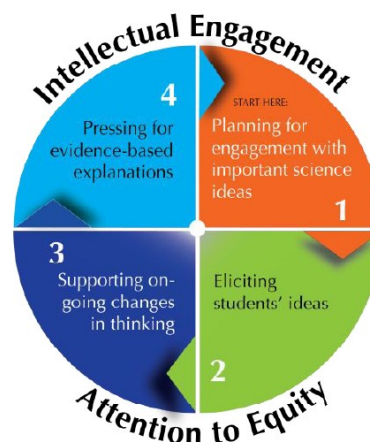 Intellectual Engagement
4
Pressing for
evidence-based
explanations
START HERE:
Planning for
engagement with
important science
ideas
1
3
Supporting on-
going changes
in thinking
Eliciting
students' ideas
2
Attention to Equity